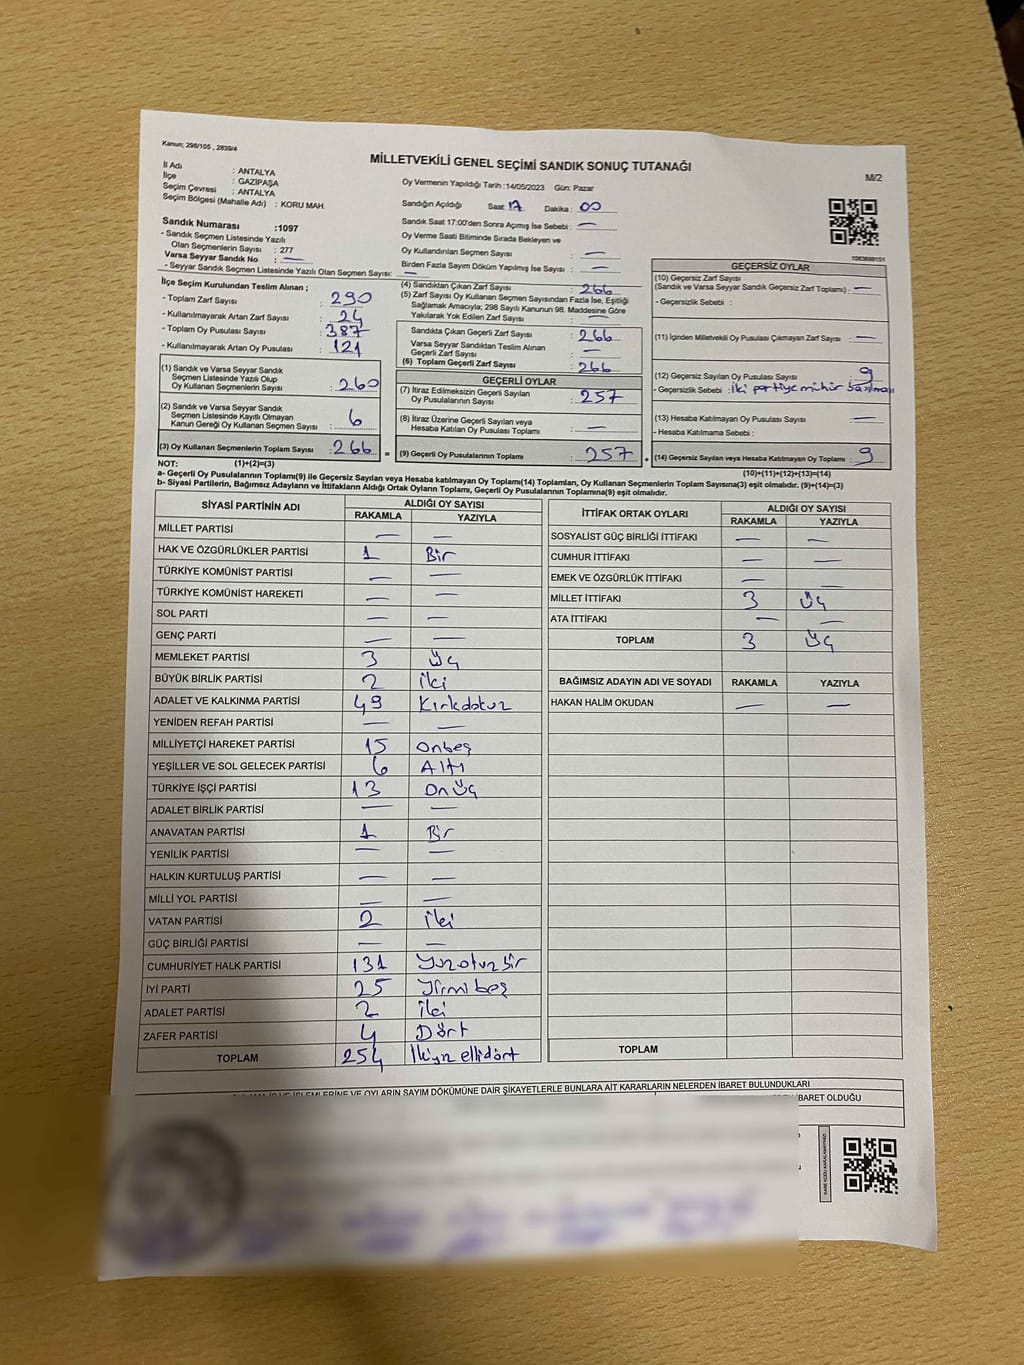 Kanun; 298/105 , 2839/4
MİLLETVEKİLİ GENEL SEÇİMİ SANDIK SONUÇ TUTANAĞI
M/2
İl Adı : ANTALYA
İlçe : GAZİPAŞA
Seçim Çevresi : ANTALYA
Seçim Bölgesi (Mahalle Adı) : KORU MAH.
Sandık Numarası :1097
- Sandık Seçmen Listesinde Yazılı
Olan Seçmenlerin Sayısı : 277
Varsa Seyyar Sandık No : —
- Seyyar Sandık Seçmen Listesinde Yazılı Olan Seçmen Sayısı: —
Oy Vermenin Yapıldığı Tarih :14/05/2023 Gün: Pazar
Sandığın Açıldığı Saat: 17 Dakika : 00
Sandık Saat 17:00'den Sonra Açımış İse Sebebi : —
Oy Verme Saati Bitiminde Sırada Bekleyen ve
Oy Kullandırılan Seçmen Sayısı : —
Birden Fazla Sayım Döküm Yapılmış İse Sayısı : —
1083699151
İlçe Seçim Kurulundan Teslim Alınan ;
- Toplam Zarf Sayısı : 290
- Kullanılmayarak Artan Zarf Sayısı : 24
- Toplam Oy Pusulası Sayısı : 387
- Kullanılmayarak Artan Oy Pusulası : 121
(1) Sandık ve Varsa Seyyar Sandık
Seçmen Listesinde Yazılı Olup
Oy Kullanan Seçmenlerin Sayısı : 260
(2) Sandık ve Varsa Seyyar Sandık
Seçmen Listesinde Kayıtlı Olmayan
Kanun Gereği Oy Kullanan Seçmen Sayısı : 6
(3) Oy Kullanan Seçmenlerin Toplam Sayısı : 266
(1)+(2)=(3)
(4) Sandıktan Çıkan Zarf Sayısı : 266
(5) Zarf Sayısı Oy Kullanan Seçmen Sayısından Fazla İse, Eşitliği
Sağlamak Amacıyla; 298 Sayılı Kanunun 98. Maddesine Göre
Yakılarak Yok Edilen Zarf Sayısı : —
Sandıkta Çıkan Geçerli Zarf Sayısı : 266
Varsa Seyyar Sandıktan Teslim Alınan
Geçerli Zarf Sayısı : —
(6) Toplam Geçerli Zarf Sayısı : 266
GEÇERLİ OYLAR
(7) İtiraz Edilmeksizin Geçerli Sayılan
Oy Pusulalarının Sayısı : 257
(8) İtiraz Üzerine Geçerli Sayılan veya
Hesaba Katılan Oy Pusulası Toplamı : —
= (9) Geçerli Oy Pusulalarının Toplamı : 257 +
GEÇERSİZ OYLAR
(10) Geçersiz Zarf Sayısı
(Sandık ve Varsa Seyyar Sandık Geçersiz Zarf Toplamı) : —
- Geçersizlik Sebebi :
(11) İçinden Milletvekili Oy Pusulası Çıkmayan Zarf Sayısı : —
(12) Geçersiz Sayılan Oy Pusulası Sayısı : 9
- Geçersizlik Sebebi : İki partiye mühür basılması
(13) Hesaba Katılmayan Oy Pusulası Sayısı : —
- Hesaba Katılmama Sebebi :
(14) Geçersiz Sayılan veya Hesaba Katılmayan Oy Toplamı : 9
(10)+(11)+(12)+(13)=(14)
NOT:
a- Geçerli Oy Pusulalarının Toplamı(9) ile Geçersiz Sayılan veya Hesaba katılmayan Oy Toplamı(14) Toplamları, Oy Kullanan Seçmenlerin Toplam Sayısına(3) eşit olmalıdır. (9)+(14)=(3)
b- Siyasi Partilerin, Bağımsız Adayların ve İttifakların Aldığı Oyların Toplamı, Geçerli Oy Pusulalarının Toplamına(9) eşit olmalıdır.
SİYASİ PARTİNİN ADI ALDIĞI OY SAYISI
RAKAMLA YAZIYLA
MİLLET PARTİSİ — —
HAK VE ÖZGÜRLÜKLER PARTİSİ 1 Bir
TÜRKİYE KOMÜNİST PARTİSİ — —
TÜRKİYE KOMÜNİST HAREKETİ — —
SOL PARTİ — —
GENÇ PARTİ — —
MEMLEKET PARTİSİ 3 Üç
BÜYÜK BİRLİK PARTİSİ 2 İki
ADALET VE KALKINMA PARTİSİ 49 Kırkdokuz
YENİDEN REFAH PARTİSİ — —
MİLLİYETÇİ HAREKET PARTİSİ 15 Onbeş
YEŞİLLER VE SOL GELECEK PARTİSİ 6 Altı
TÜRKİYE İŞÇİ PARTİSİ 13 Onüç
ADALET BİRLİK PARTİSİ — —
ANAVATAN PARTİSİ 1 Bir
YENİLİK PARTİSİ — —
HALKIN KURTULUŞ PARTİSİ — —
MİLLİ YOL PARTİSİ — —
VATAN PARTİSİ 2 İki
GÜÇ BİRLİĞİ PARTİSİ — —
CUMHURİYET HALK PARTİSİ 131 Yüzotuzbir
İYİ PARTİ 25 Yirmibeş
ADALET PARTİSİ 2 İki
ZAFER PARTİSİ 4 Dört
TOPLAM 254 İkiyüzellidört
İTTİFAK ORTAK OYLARI ALDIĞI OY SAYISI
RAKAMLA YAZIYLA
SOSYALİST GÜÇ BİRLİĞİ İTTİFAKI — —
CUMHUR İTTİFAKI — —
EMEK VE ÖZGÜRLÜK İTTİFAKI — —
MİLLET İTTİFAKI 3 Üç
ATA İTTİFAKI — —
TOPLAM 3 Üç
BAĞIMSIZ ADAYIN ADI VE SOYADI RAKAMLA YAZIYLA
HAKAN HALİM OKUDAN — —
TOPLAM
OYLARIN SAYIM DÖKÜMÜNE DAİR ŞİKAYETLERLE BUNLARA AİT KARARLARIN NELERDEN İBARET BULUNDUKLARI
İBARET OLDUĞU